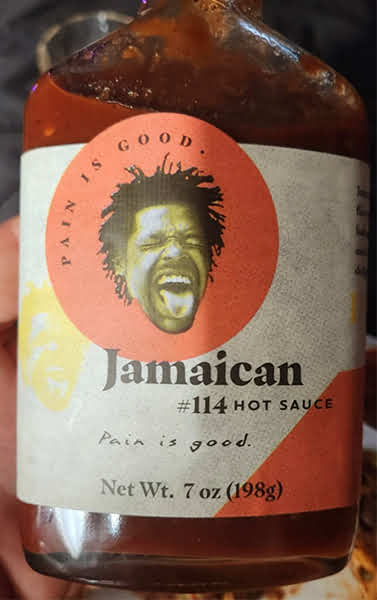 PAIN IS GOOD.
Jamaican
#114 HOT SAUCE
Pain is good.
Net Wt. 7 oz (198g)